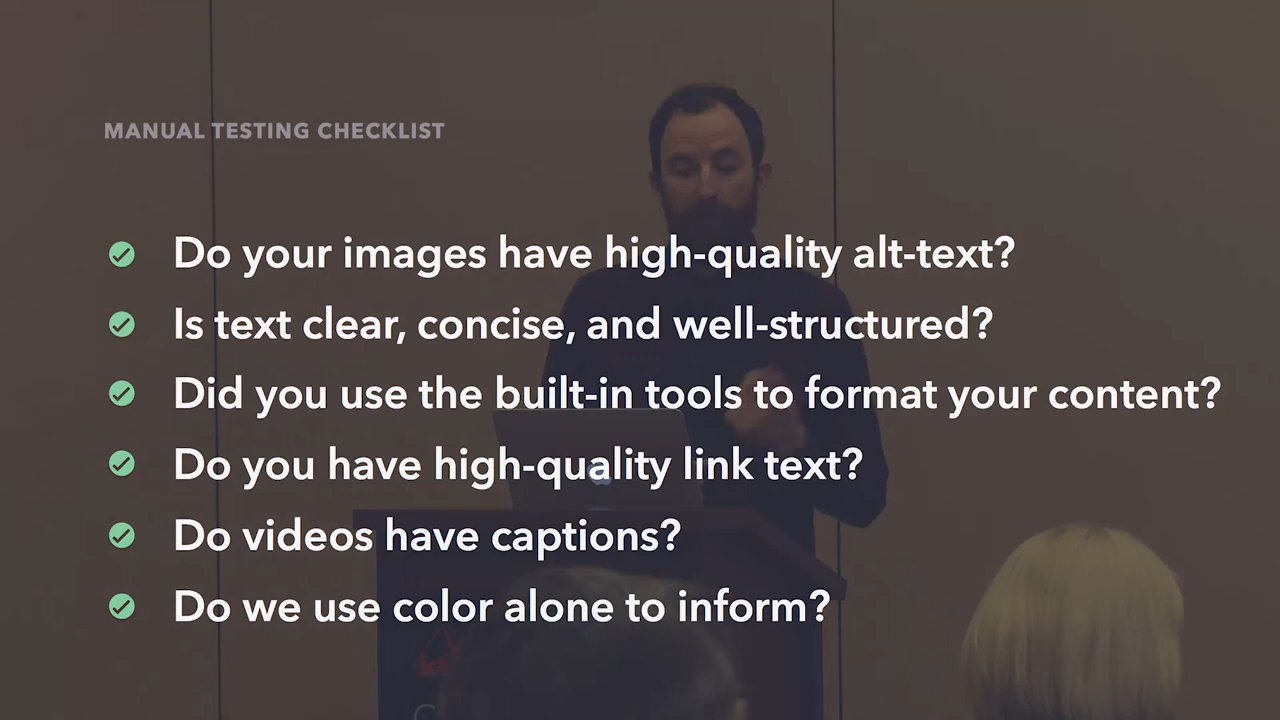 MANUAL TESTING CHECKLIST
Do your images have high-quality alt-text?
Is text clear, concise, and well-structured?
Did you use the built-in tools to format your content?
Do you have high-quality link text?
Do videos have captions?
Do we use color alone to inform?